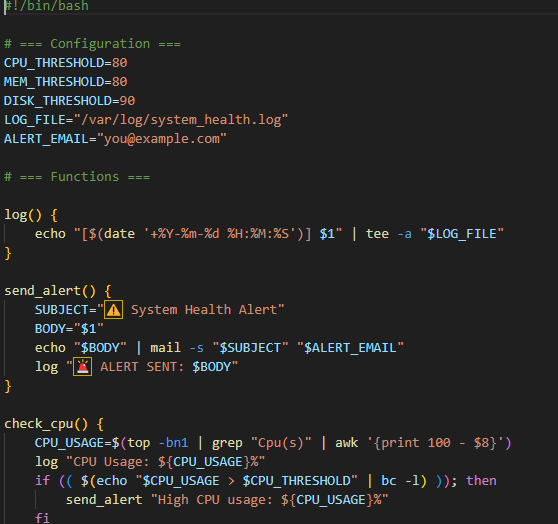 #!/bin/bash
# === Configuration ===
CPU_THRESHOLD=80
MEM_THRESHOLD=80
DISK_THRESHOLD=90
LOG_FILE="/var/log/system_health.log"
ALERT_EMAIL="you@example.com"
# === Functions ===
log() {
    echo "[$(date '+%Y-%m-%d %H:%M:%S')] $1" | tee -a "$LOG_FILE"
}
send_alert() {
    SUBJECT="⚠️ System Health Alert"
    BODY="$1"
    echo "$BODY" | mail -s "$SUBJECT" "$ALERT_EMAIL"
    log "🚨 ALERT SENT: $BODY"
}
check_cpu() {
    CPU_USAGE=$(top -bn1 | grep "Cpu(s)" | awk '{print 100 - $8}')
    log "CPU Usage: ${CPU_USAGE}%"
    if (( $(echo "$CPU_USAGE > $CPU_THRESHOLD" | bc -l) )); then
        send_alert "High CPU usage: ${CPU_USAGE}%"
    fi